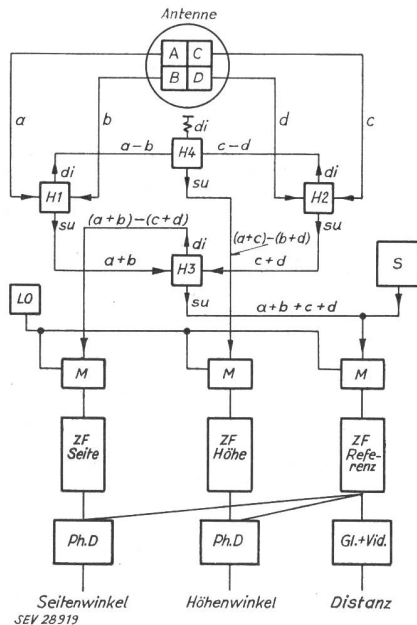 Antenne
A C
B D
a
b
d
c
di
a-b
H4
c-d
di
di
H1
su
H2
su
(a+b)-(c+d)
su
(a+c)-(b+d)
di
a+b
H3
c+d
S
LO
su
a+b+c+d
M
M
M
ZF
Seite
ZF
Höhe
ZF
Refe-
renz
Ph.D
Ph.D
Gl.+Vid.
Seitenwinkel
Höhenwinkel
Distanz
SEV 28919